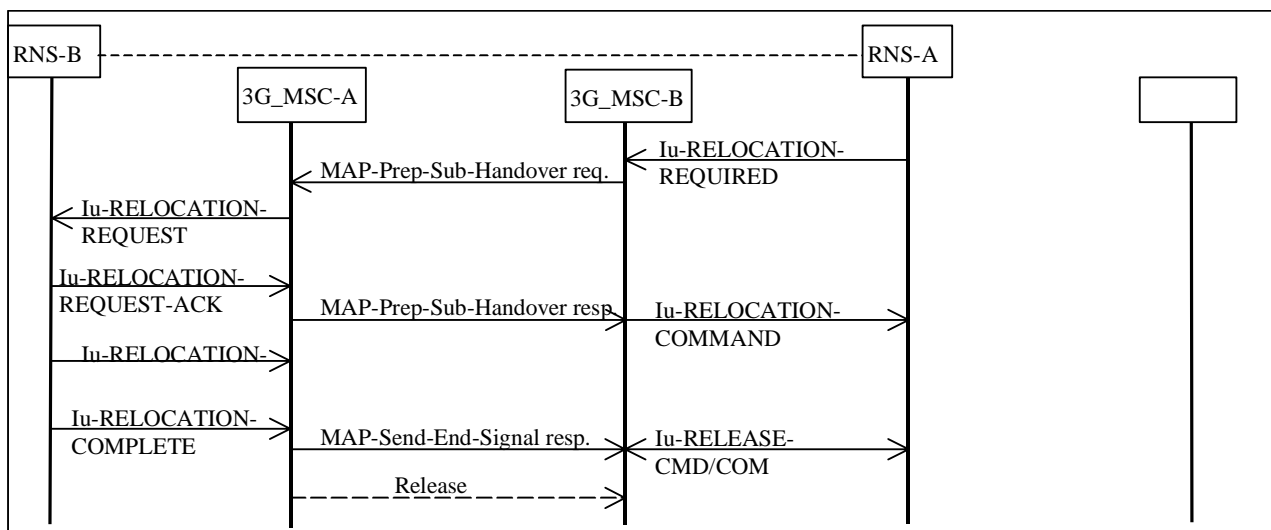 RNS-B
RNS-A
3G_MSC-A
3G_MSC-B
Iu-RELOCATION-
REQUIRED
MAP-Prep-Sub-Handover req.
Iu-RELOCATION-
REQUEST
Iu-RELOCATION-
REQUEST-ACK
MAP-Prep-Sub-Handover resp
Iu-RELOCATION-
COMMAND
Iu-RELOCATION-
Iu-RELOCATION-
COMPLETE
MAP-Send-End-Signal resp.
Iu-RELEASE-
CMD/COM
Release